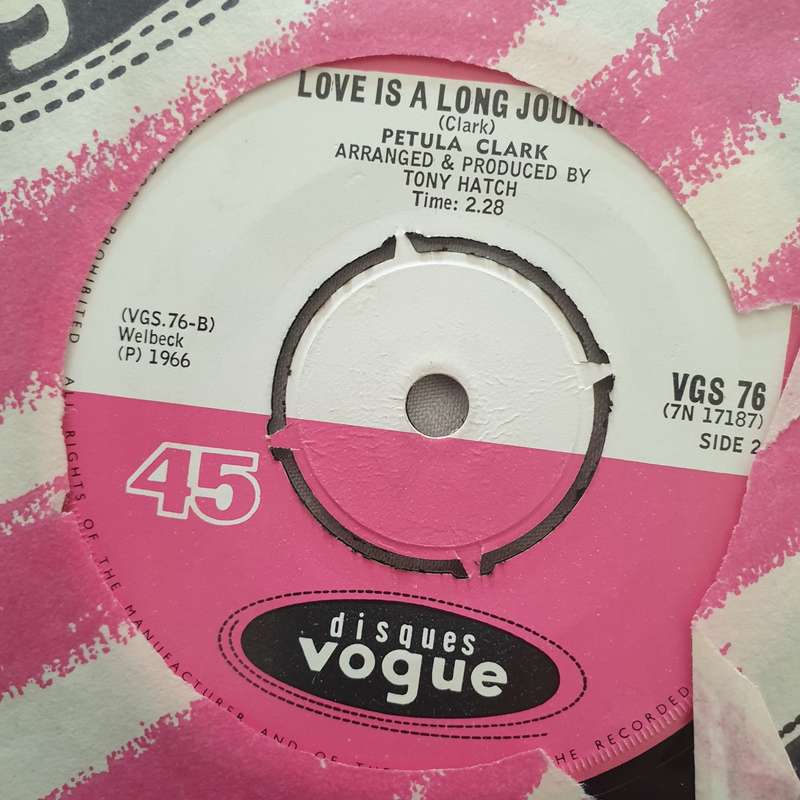 LOVE IS A LONG JOUR
(Clark)
PETULA CLARK
ARRANGED & PRODUCED BY
TONY HATCH
Time: 2.28
(VGS.76-B)
Welbeck
(P) 1966
VGS 76
(7N 17187)
SIDE 2
45
disques
vogue
PROHIBITED ALL RIGHTS OF THE MANUFACTURER AND OF THE
RECORDED